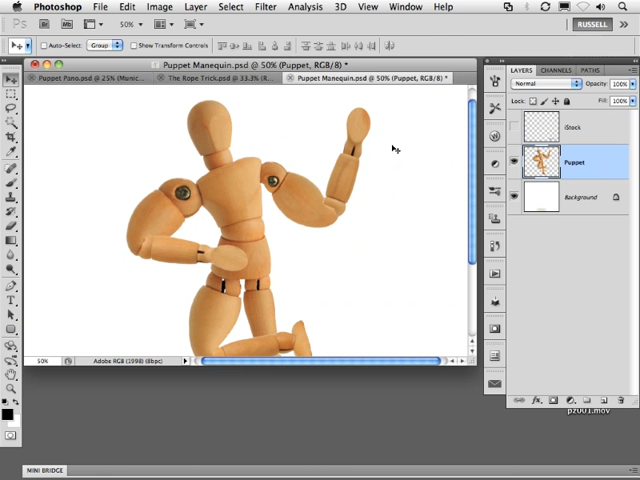 Photoshop File Edit Image Layer Select Filter Analysis 3D View Window Help
Ps Br Mb 50% RUSSELL
Auto-Select: Group Show Transform Controls
Puppet Manequin.psd @ 50% (Puppet, RGB/8) *
Puppet Pano.psd @ 25% (Munic... The Rope Trick.psd @ 33.3% (R... Puppet Manequin.psd @ 50% (Puppet, RGB/8) *
LAYERS CHANNELS PATHS
Normal Opacity: 100%
Lock: Fill: 100%
iStock
Puppet
Background
50% Adobe RGB (1998) (8bpc)
pz001.mov
MINI BRIDGE